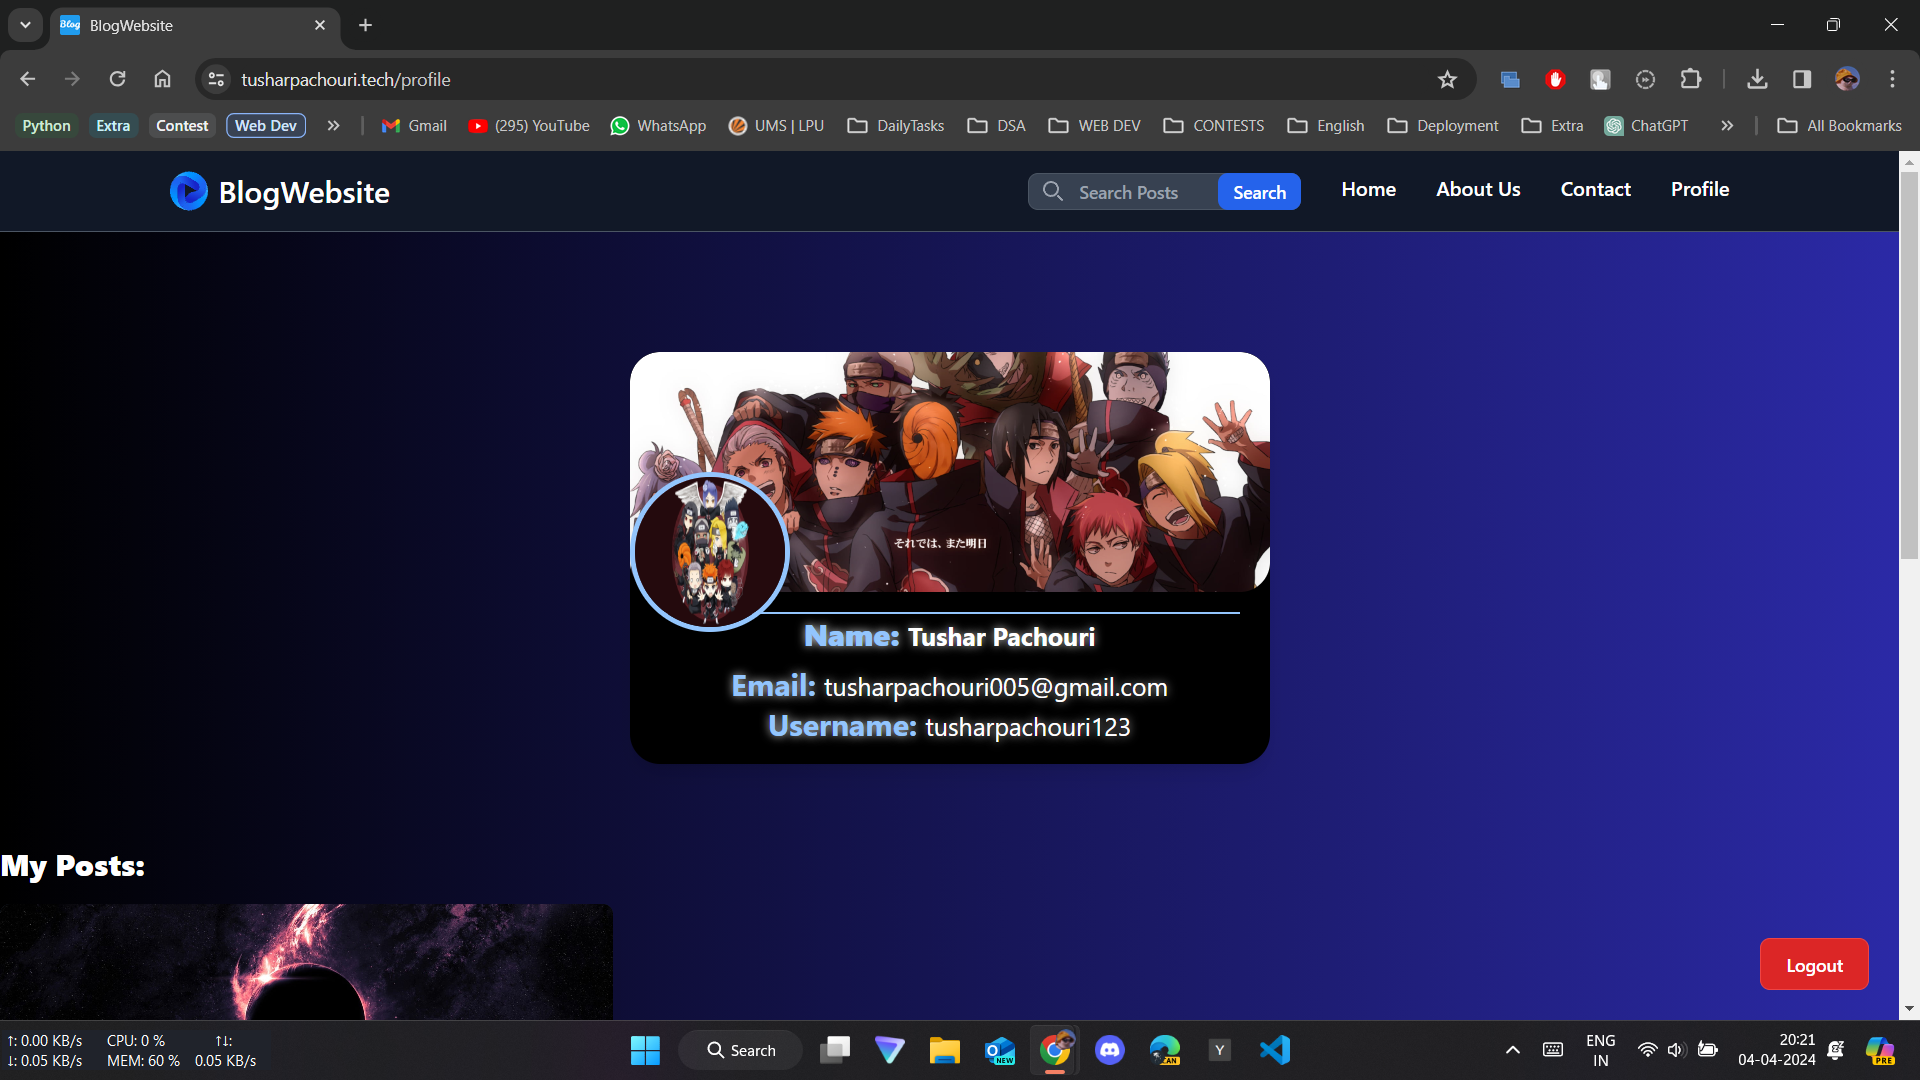 BlogWebsite
tusharpachouri.tech/profile
Python Extra Contest Web Dev Gmail (295) YouTube WhatsApp UMS | LPU DailyTasks DSA WEB DEV CONTESTS English Deployment Extra ChatGPT All Bookmarks
BlogWebsite Search Posts Search Home About Us Contact Profile
それでは、また明日
Name: Tushar Pachouri
Email: tusharpachouri005@gmail.com
Username: tusharpachouri123
My Posts:
Logout
↑: 0.00 KB/s CPU: 0 % ↑↓:
↓: 0.05 KB/s MEM: 60 % 0.05 KB/s
Search
NEW
CAN
Y
ENG
IN
20:21
04-04-2024
PRE